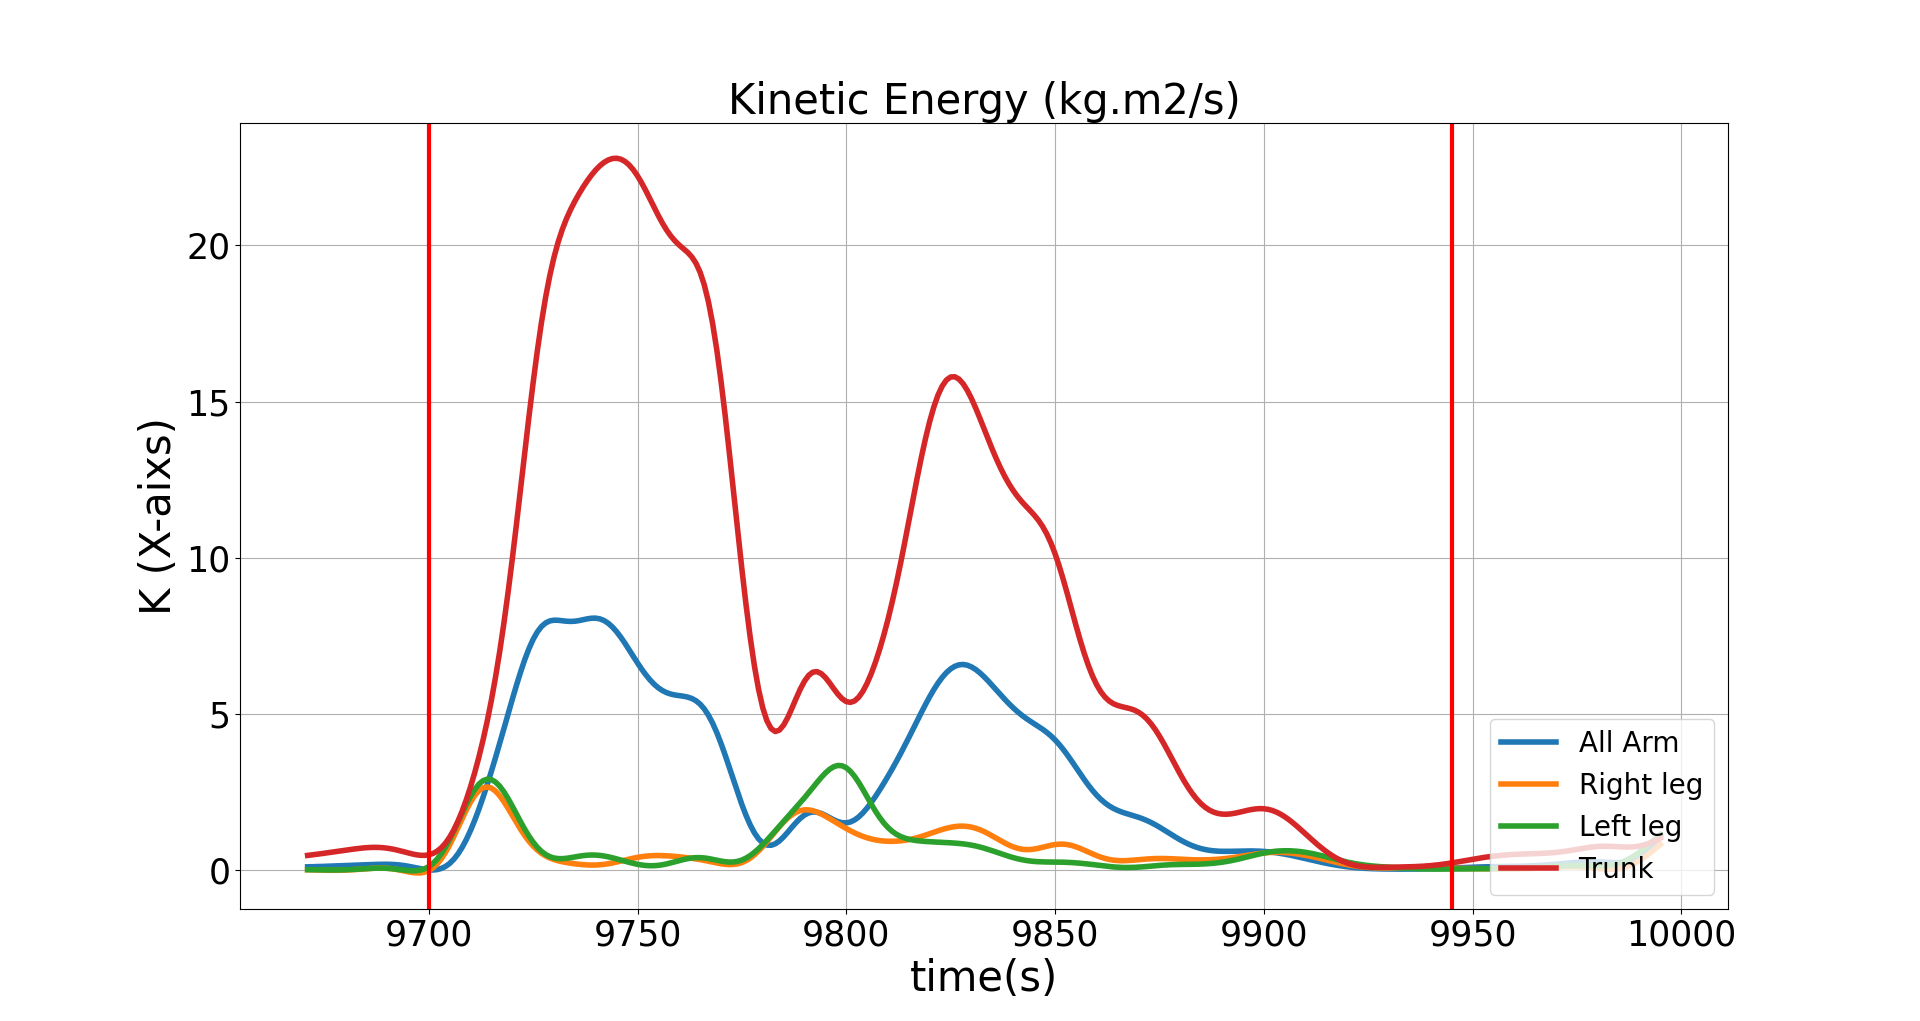 Kinetic Energy (kg.m2/s)
K (X-aixs)
20
15
10
5
0
All Arm
Right leg
Left leg
Trunk
9700 9750 9800 9850 9900 9950 10000
time(s)